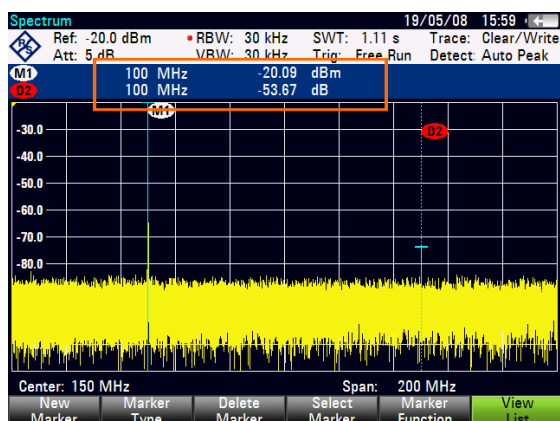 Spectrum 19/05/08 15:59
Ref: -20.0 dBm • RBW: 30 kHz SWT: 1.11 s Trace: Clear/Write
Att: 5 dB VBW: 30 kHz Trig: Free Run Detect: Auto Peak
M1 100 MHz -20.09 dBm
D2 100 MHz -53.67 dB
M1
D2
-30.0
-40.0
-50.0
-60.0
-70.0
-80.0
Center: 150 MHz Span: 200 MHz
New Marker Delete Select Marker View
Marker Type Marker Marker Function List